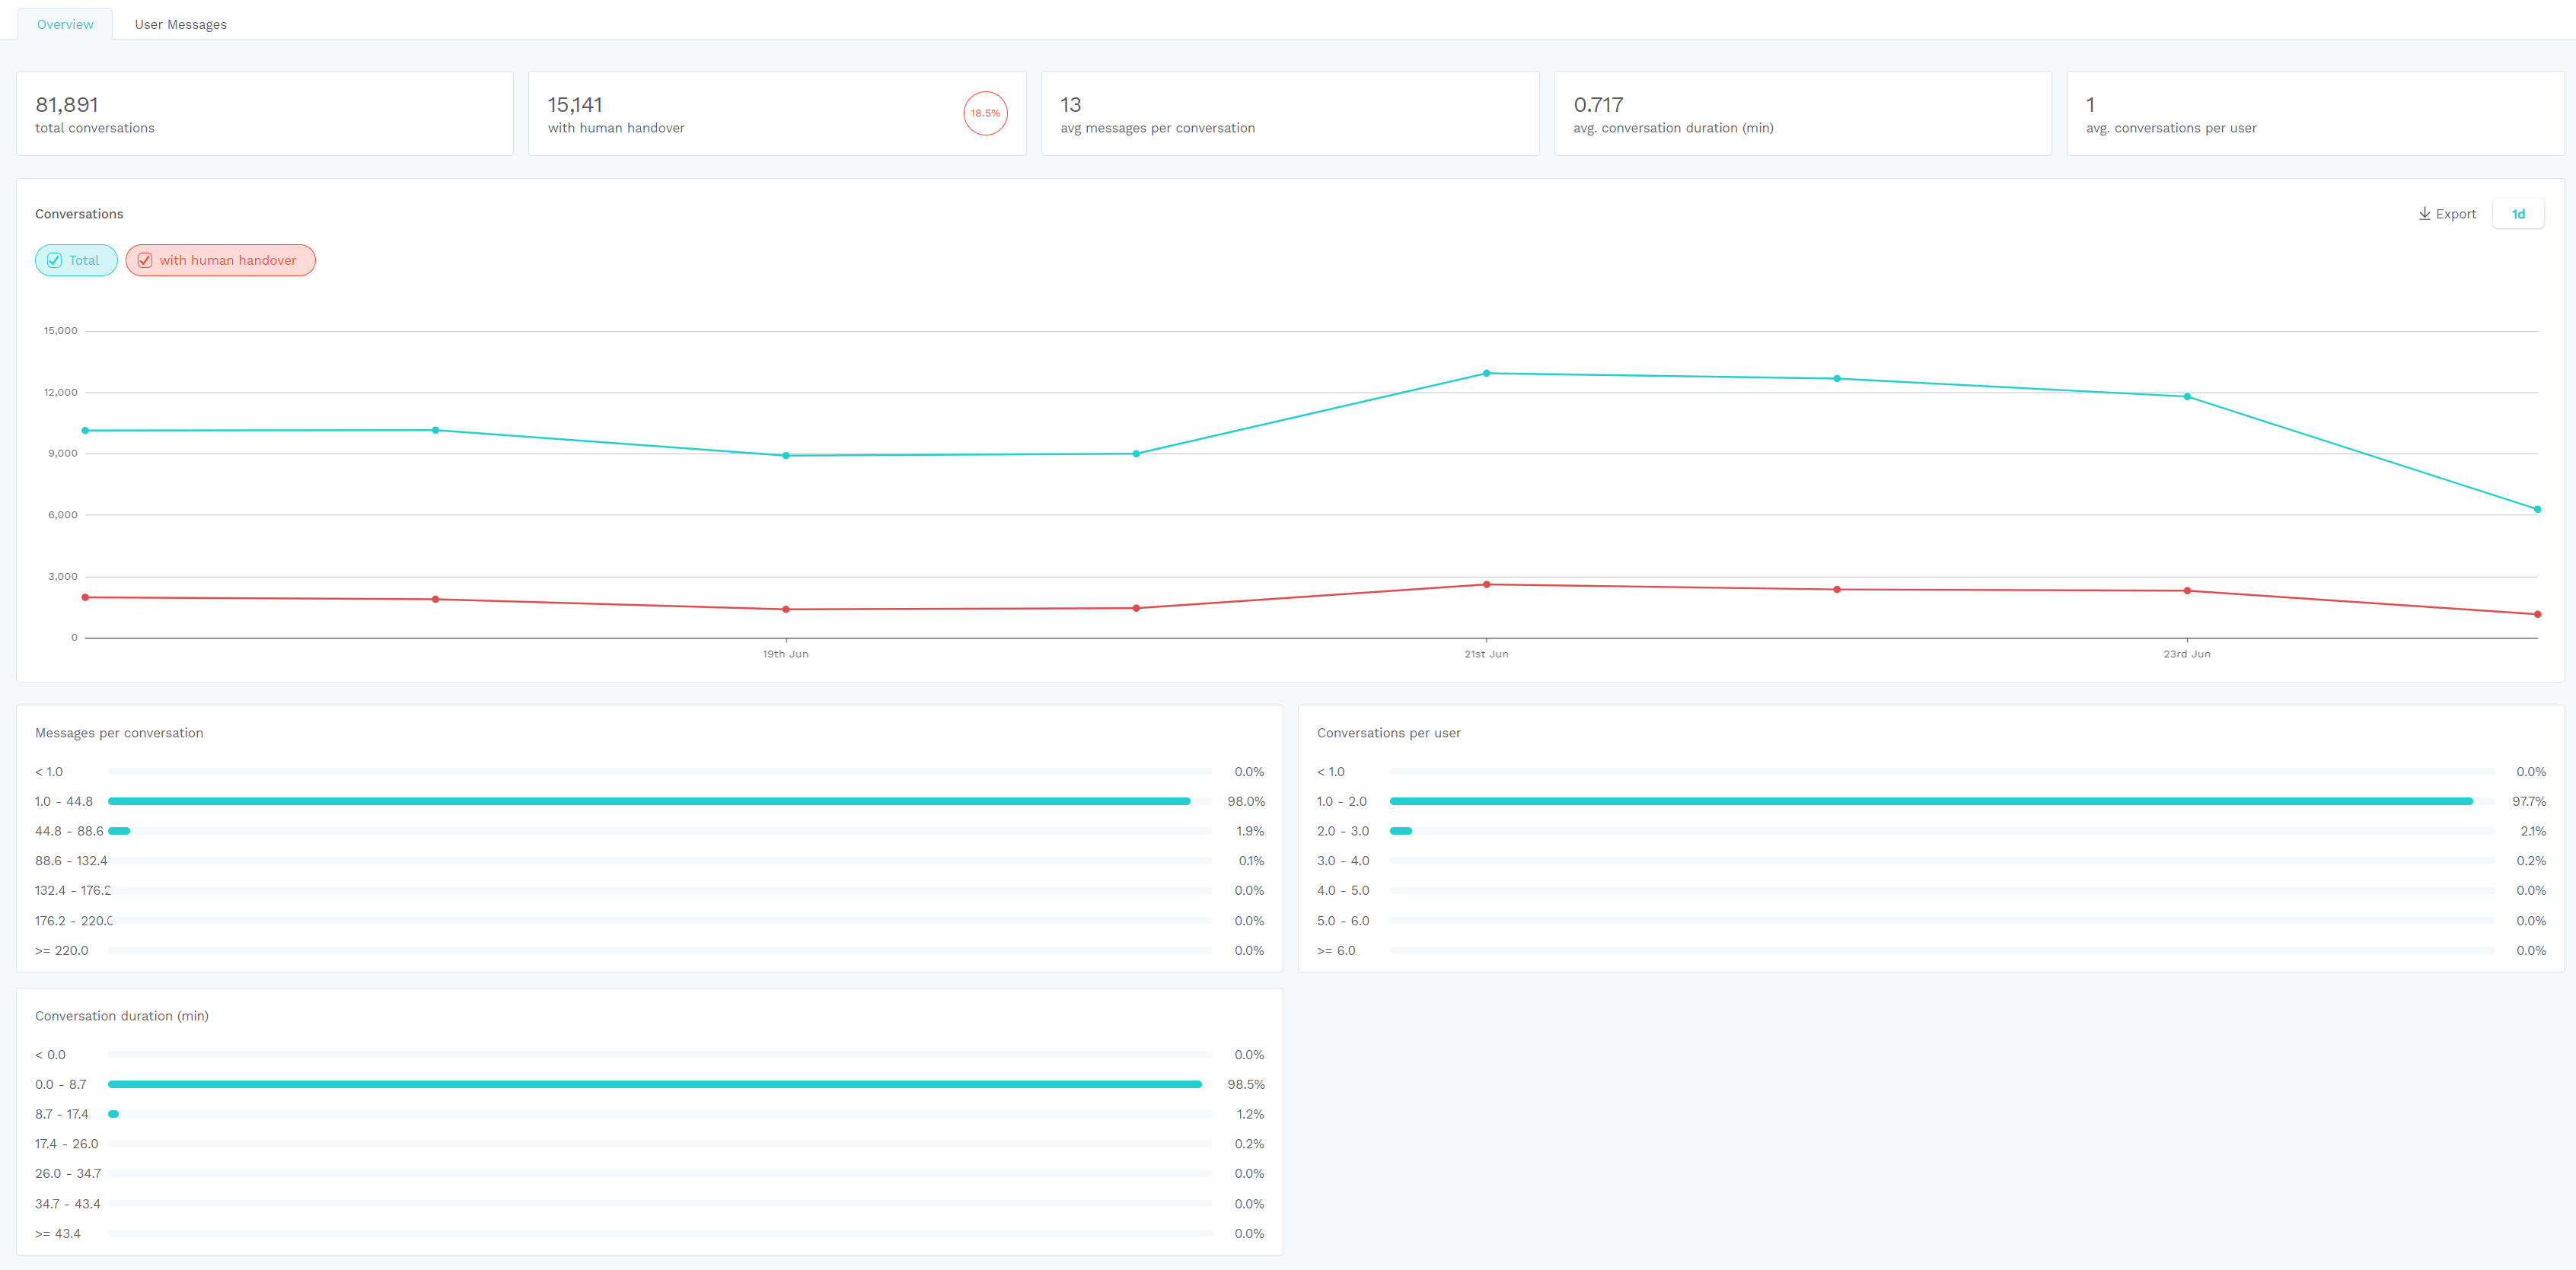 Overview User Messages
81,891
total conversations
15,141
with human handover
18.5%
13
avg messages per conversation
0.717
avg. conversation duration (min)
1
avg. conversations per user
Conversations
Export 1d
Total with human handover
15,000
12,000
9,000
6,000
3,000
0
19th Jun 21st Jun 23rd Jun
Messages per conversation
< 1.0 0.0%
1.0 - 44.8 98.0%
44.8 - 88.6 1.9%
88.6 - 132.4 0.1%
132.4 - 176.2 0.0%
176.2 - 220.0 0.0%
>= 220.0 0.0%
Conversations per user
< 1.0 0.0%
1.0 - 2.0 97.7%
2.0 - 3.0 2.1%
3.0 - 4.0 0.2%
4.0 - 5.0 0.0%
5.0 - 6.0 0.0%
>= 6.0 0.0%
Conversation duration (min)
< 0.0 0.0%
0.0 - 8.7 98.5%
8.7 - 17.4 1.2%
17.4 - 26.0 0.2%
26.0 - 34.7 0.0%
34.7 - 43.4 0.0%
>= 43.4 0.0%